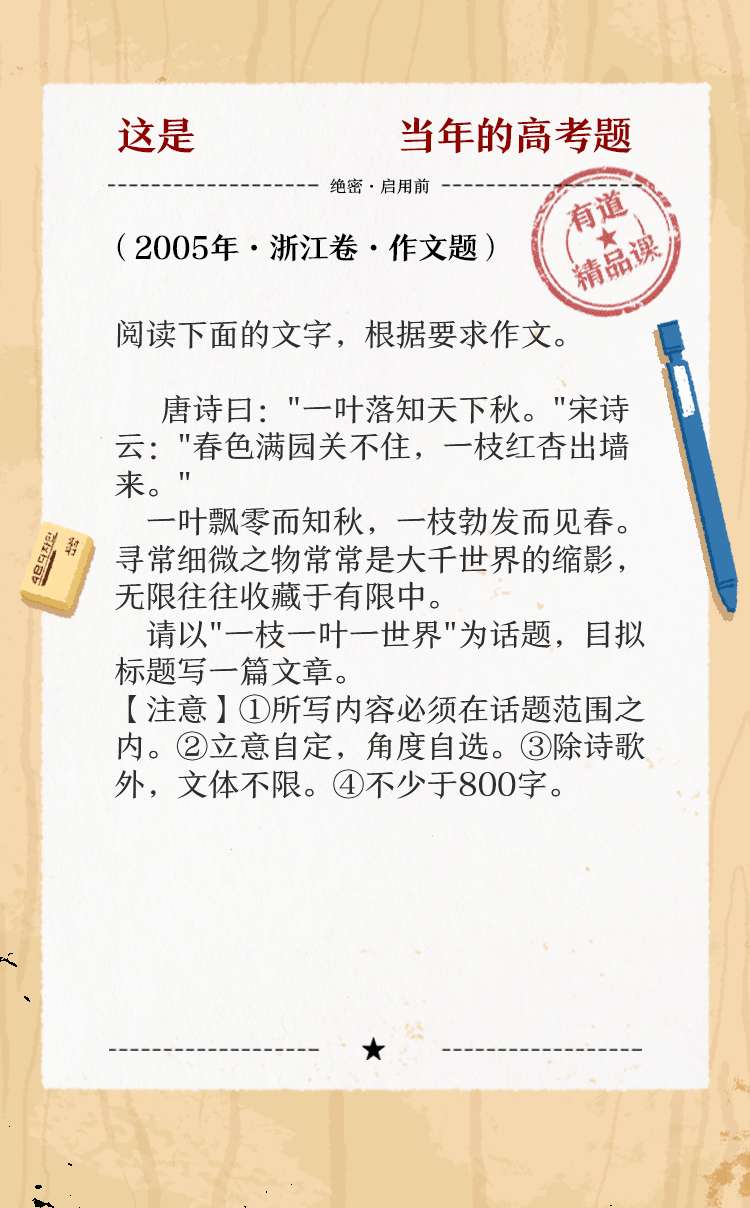 这是 当年的高考题
绝密·启用前
有道
精品课
（2005年·浙江卷·作文题）
阅读下面的文字，根据要求作文。
唐诗曰："一叶落知天下秋。"宋诗
云："春色满园关不住，一枝红杏出墙
来。"
一叶飘零而知秋，一枝勃发而见春。
寻常细微之物常常是大千世界的缩影，
无限往往收藏于有限中。
请以"一枝一叶一世界"为话题，目拟
标题写一篇文章。
【注意】①所写内容必须在话题范围之
内。②立意自定，角度自选。③除诗歌
外，文体不限。④不少于800字。